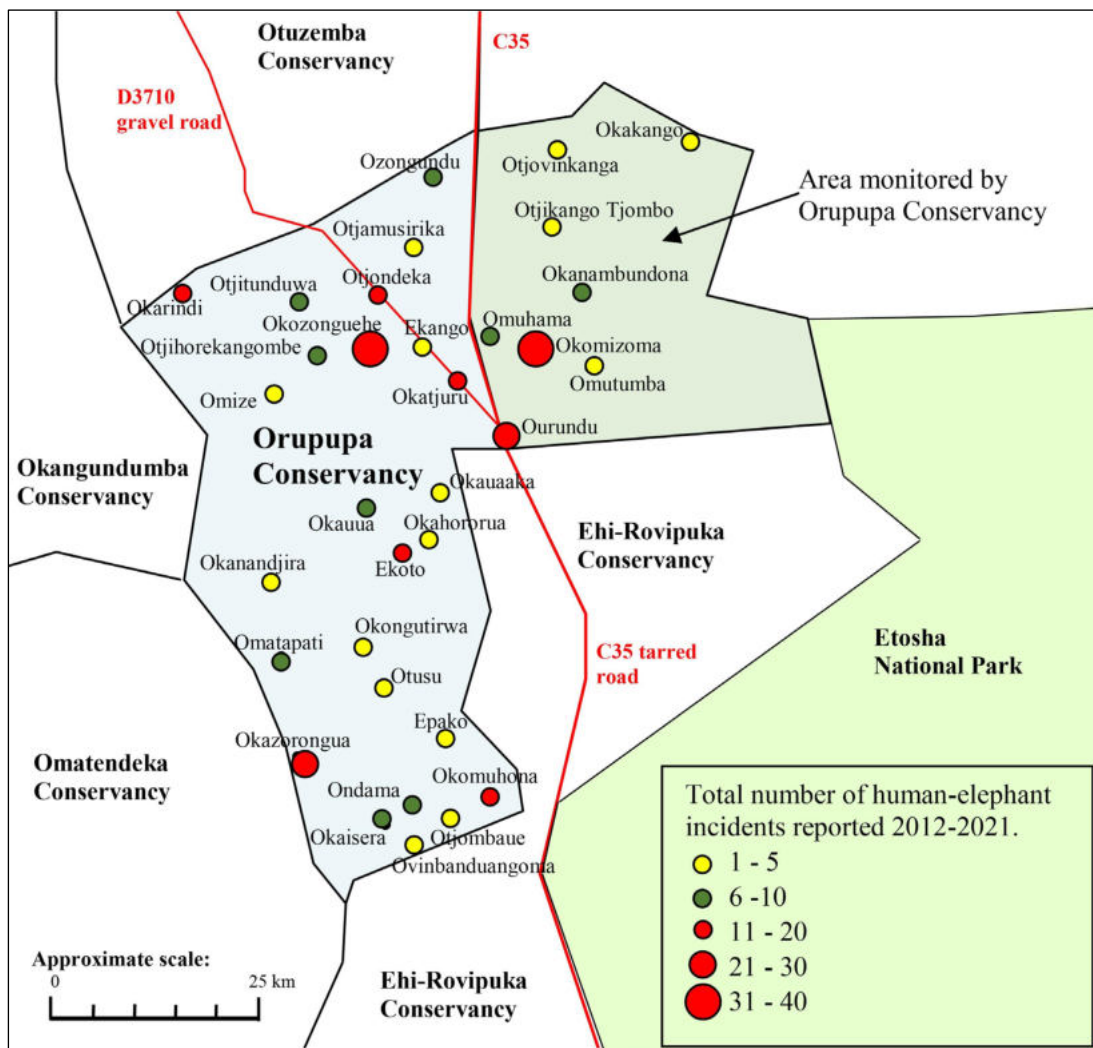 Otuzemba
Conservancy
C35
D3710
gravel road
Okakango
Otjovinkanga
Ozongundu
Area monitored by
Orupupa Conservancy
Otjikango Tjombo
Otjamusirika
Okanambundona
Otjondeka
Otjitunduwa
Okarindi
Okozonguehe
Ekango
Omuhama
Otjihorekangombe
Okomizoma
Omutumba
Okatjuru
Omize
Ourundu
Orupupa
Conservancy
Okangundumba
Conservancy
Okauaaka
Okauua
Okahororua
Ehi-Rovipuka
Conservancy
Ekoto
Okanandjira
Okongutirwa
Omatapati
Etosha
National Park
C35 tarred
road
Otusu
Epako
Okazorongua
Omatendeka
Conservancy
Okomuhona
Ondama
Okaisera
Otjombaue
Ovinbanduangoma
Total number of human-elephant
incidents reported 2012-2021.
1 - 5
6 -10
11 - 20
21 - 30
31 - 40
Approximate scale:
0
25 km
Ehi-Rovipuka
Conservancy